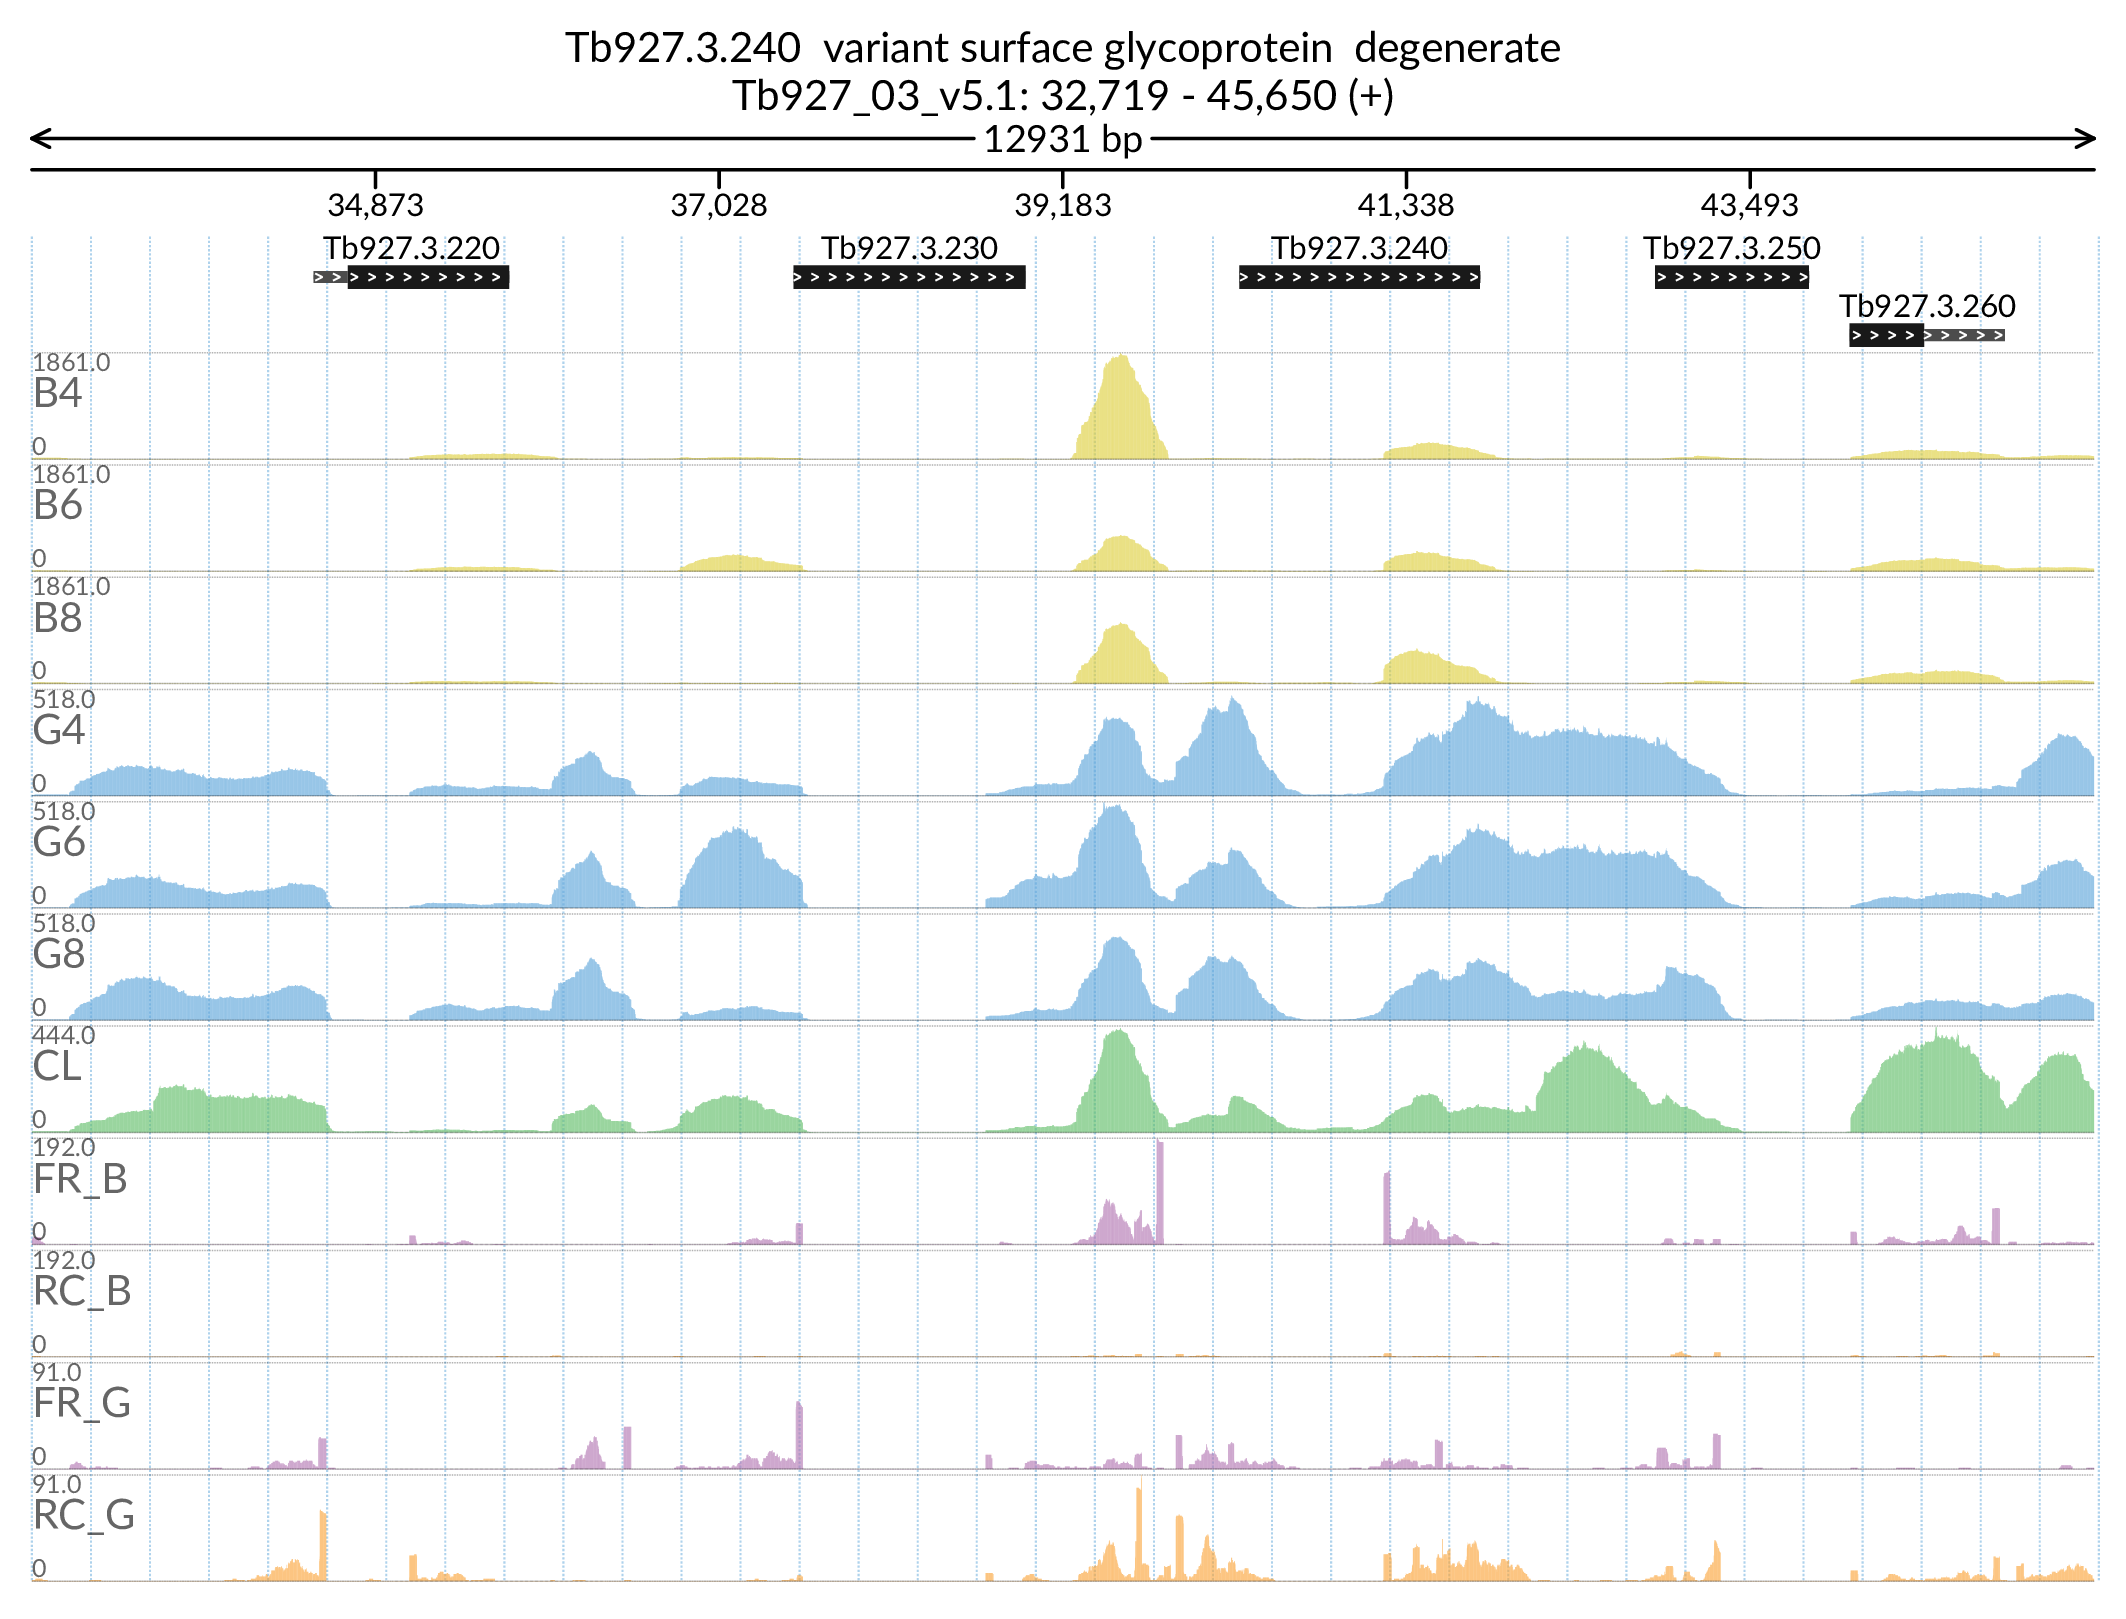 Tb927.3.240  variant surface glycoprotein  degenerate
Tb927_03_v5.1: 32,719 - 45,650 (+)
12931 bp
34,873 37,028 39,183 41,338 43,493
Tb927.3.220 Tb927.3.230 Tb927.3.240 Tb927.3.250
Tb927.3.260
1861.0
B4
0
1861.0
B6
0
1861.0
B8
0
518.0
G4
0
518.0
G6
0
518.0
G8
0
444.0
CL
0
192.0
FR_B
0
192.0
RC_B
0
91.0
FR_G
0
91.0
RC_G
0